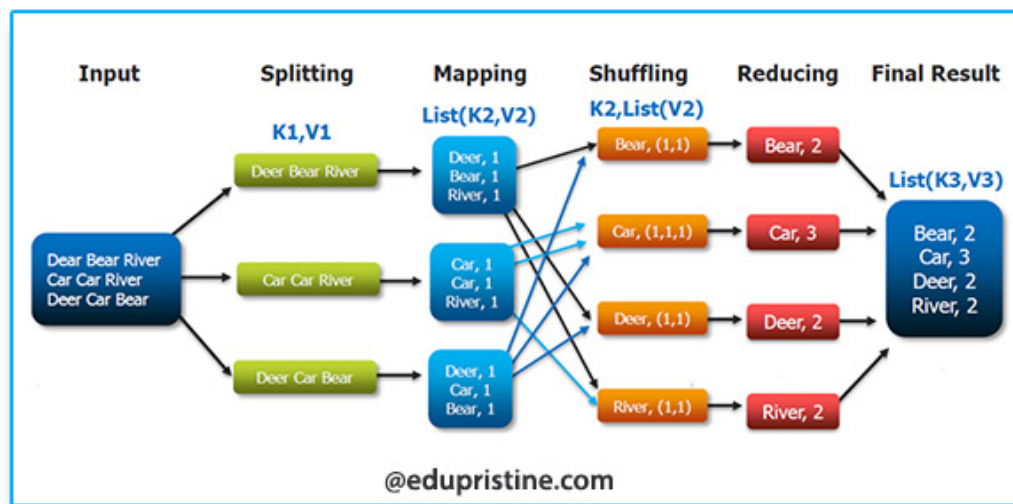 Input
Splitting
Mapping
Shuffling
Reducing
Final Result
K1,V1
List(K2,V2)
K2,List(V2)
List(K3,V3)
Dear Bear River
Car Car River
Deer Car Bear
Deer Bear River
Car Car River
Deer Car Bear
Deer, 1
Bear, 1
River, 1
Car, 1
Car, 1
River, 1
Deer, 1
Car, 1
Bear, 1
Bear, (1,1)
Car, (1,1,1)
Deer, (1,1)
River, (1,1)
Bear, 2
Car, 3
Deer, 2
River, 2
Bear, 2
Car, 3
Deer, 2
River, 2
@edupristine.com